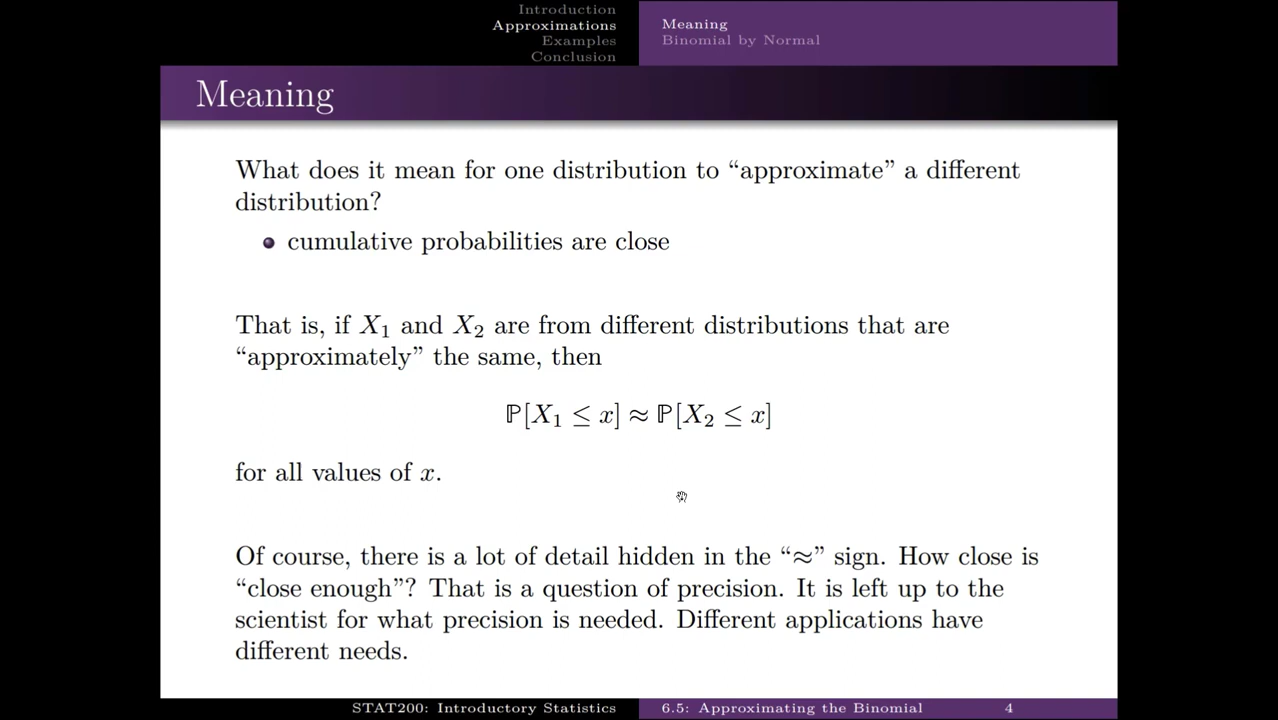 Introduction
Approximations
Examples
Conclusion
Meaning
Binomial by Normal
Meaning
What does it mean for one distribution to “approximate” a different
distribution?
cumulative probabilities are close
That is, if X₁ and X₂ are from different distributions that are
“approximately” the same, then
ℙ[X₁ ≤ x] ≈ ℙ[X₂ ≤ x]
for all values of x.
Of course, there is a lot of detail hidden in the “≈” sign. How close is
“close enough”? That is a question of precision. It is left up to the
scientist for what precision is needed. Different applications have
different needs.
STAT200: Introductory Statistics
6.5: Approximating the Binomial
4